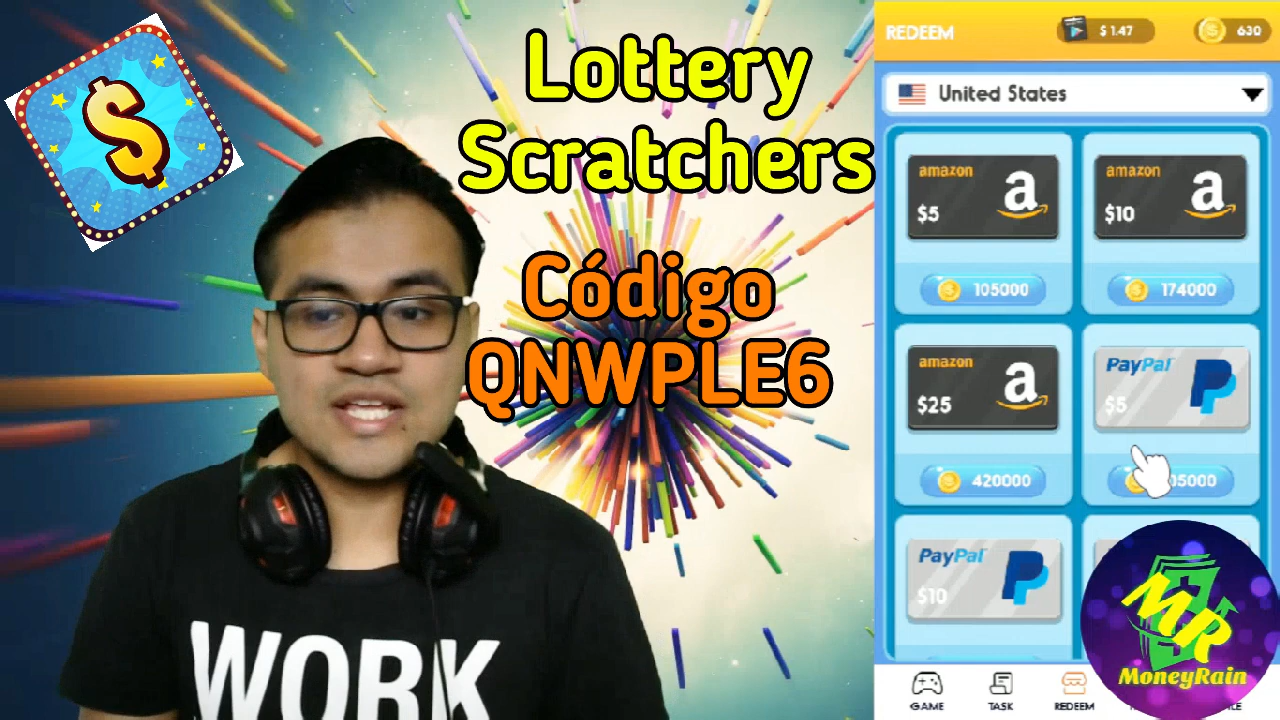 Lottery
Scratchers
Código
QNWPLE6
WORK
REDEEM
$ 1.47
630
United States
amazon
$5
105000
amazon
$10
174000
amazon
$25
420000
PayPal
$5
05000
PayPal
$10
GAME
TASK
REDEEM
MR
MoneyRain